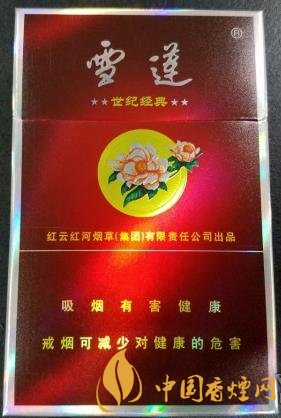 雪莲®
★★世纪经典★★
红云红河烟草(集团)有限责任公司出品
吸烟有害健康
戒烟可减少对健康的危害
中国香烟网